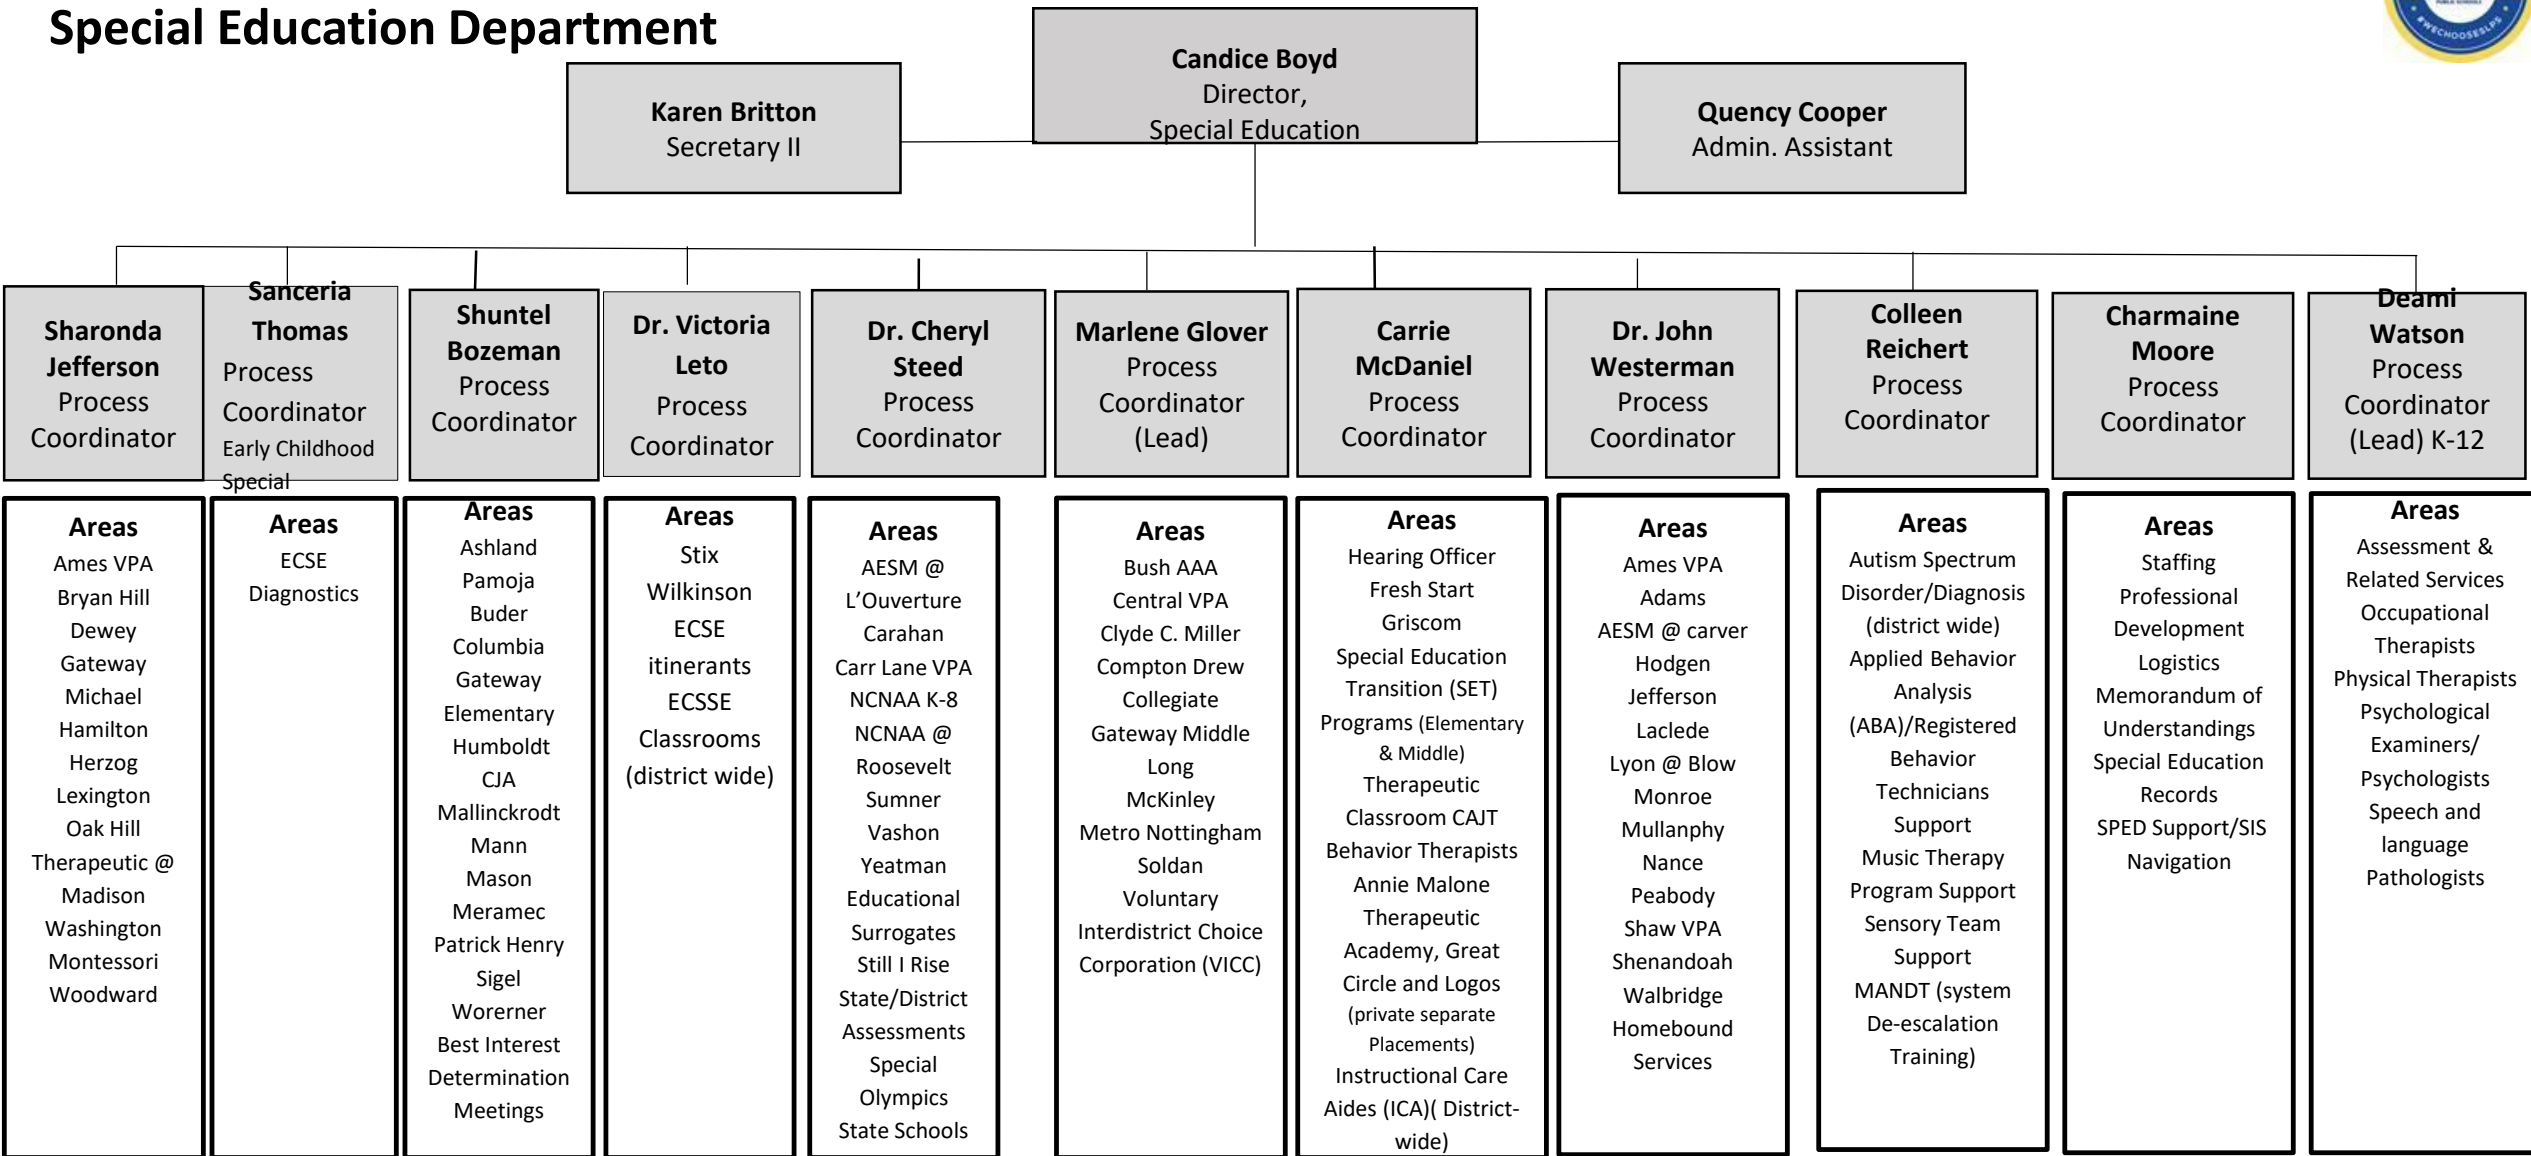 Special Education Department
PUBLIC SCHOOLS
#WECHOOSESLPS
Candice Boyd
Director,
Special Education
Karen Britton
Secretary II
Quency Cooper
Admin. Assistant
Sharonda
Jefferson
Process
Coordinator
Sanceria
Thomas
Process
Coordinator
Early Childhood
Special
Shuntel
Bozeman
Process
Coordinator
Dr. Victoria
Leto
Process
Coordinator
Dr. Cheryl
Steed
Process
Coordinator
Marlene Glover
Process
Coordinator
(Lead)
Carrie
McDaniel
Process
Coordinator
Dr. John
Westerman
Process
Coordinator
Colleen
Reichert
Process
Coordinator
Charmaine
Moore
Process
Coordinator
Deami
Watson
Process
Coordinator
(Lead) K-12
Areas
Ames VPA
Bryan Hill
Dewey
Gateway
Michael
Hamilton
Herzog
Lexington
Oak Hill
Therapeutic @
Madison
Washington
Montessori
Woodward
Areas
ECSE
Diagnostics
Areas
Ashland
Pamoja
Buder
Columbia
Gateway
Elementary
Humboldt
CJA
Mallinckrodt
Mann
Mason
Meramec
Patrick Henry
Sigel
Worerner
Best Interest
Determination
Meetings
Areas
Stix
Wilkinson
ECSE
itinerants
ECSSE
Classrooms
(district wide)
Areas
AESM @
L’Ouverture
Carahan
Carr Lane VPA
NCNAA K-8
NCNAA @
Roosevelt
Sumner
Vashon
Yeatman
Educational
Surrogates
Still I Rise
State/District
Assessments
Special
Olympics
State Schools
Areas
Bush AAA
Central VPA
Clyde C. Miller
Compton Drew
Collegiate
Gateway Middle
Long
McKinley
Metro Nottingham
Soldan
Voluntary
Interdistrict Choice
Corporation (VICC)
Areas
Hearing Officer
Fresh Start
Griscom
Special Education
Transition (SET)
Programs (Elementary
& Middle)
Therapeutic
Classroom CAJT
Behavior Therapists
Annie Malone
Therapeutic
Academy, Great
Circle and Logos
(private separate
Placements)
Instructional Care
Aides (ICA)( District-
wide)
Areas
Ames VPA
Adams
AESM @ carver
Hodgen
Jefferson
Laclede
Lyon @ Blow
Monroe
Mullanphy
Nance
Peabody
Shaw VPA
Shenandoah
Walbridge
Homebound
Services
Areas
Autism Spectrum
Disorder/Diagnosis
(district wide)
Applied Behavior
Analysis
(ABA)/Registered
Behavior
Technicians
Support
Music Therapy
Program Support
Sensory Team
Support
MANDT (system
De-escalation
Training)
Areas
Staffing
Professional
Development
Logistics
Memorandum of
Understandings
Special Education
Records
SPED Support/SIS
Navigation
Areas
Assessment &
Related Services
Occupational
Therapists
Physical Therapists
Psychological
Examiners/
Psychologists
Speech and
language
Pathologists